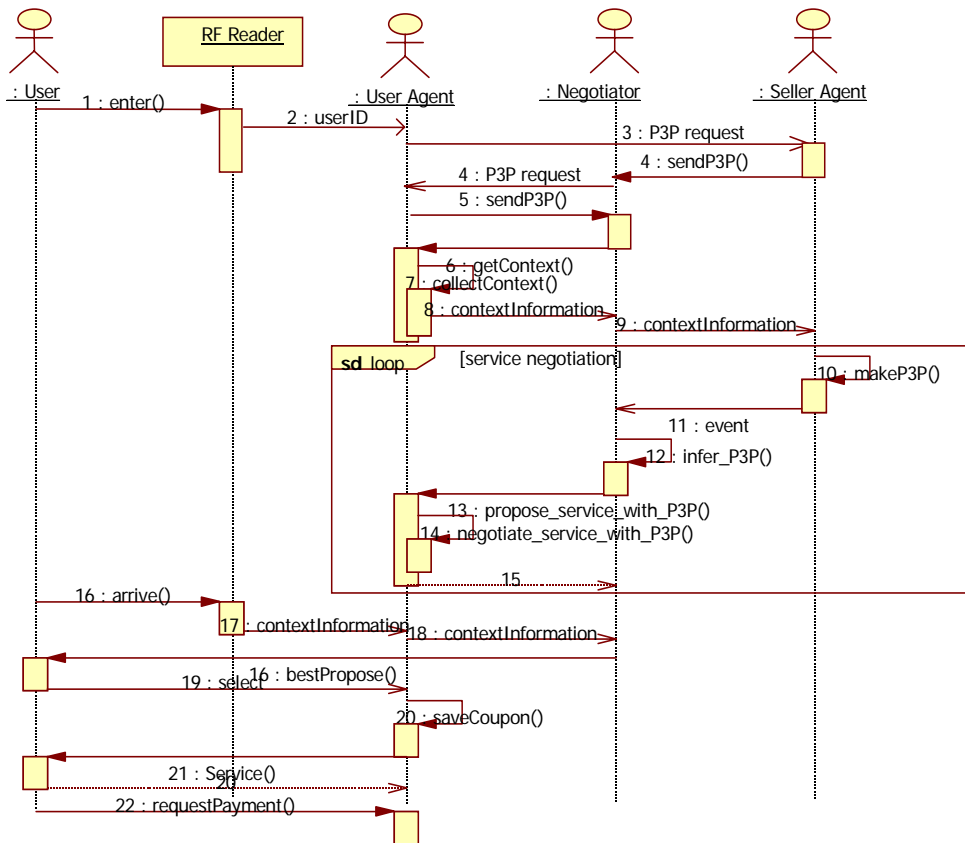 RF Reader
: User
: User Agent
: Negotiator
: Seller Agent
1 : enter()
2 : userID
3 : P3P request
4 : sendP3P()
4 : P3P request
5 : sendP3P()
6 : getContext()
7 : collectContext()
8 : contextInformation
9 : contextInformation
sd loop
[service negotiation]
10 : makeP3P()
11 : event
12 : infer_P3P()
13 : propose_service_with_P3P()
14 : negotiate_service_with_P3P()
15
16 : arrive()
17 : contextInformation
18 : contextInformation
16 : bestPropose()
19 : select
20 : saveCoupon()
21 : Service()
20
22 : requestPayment()